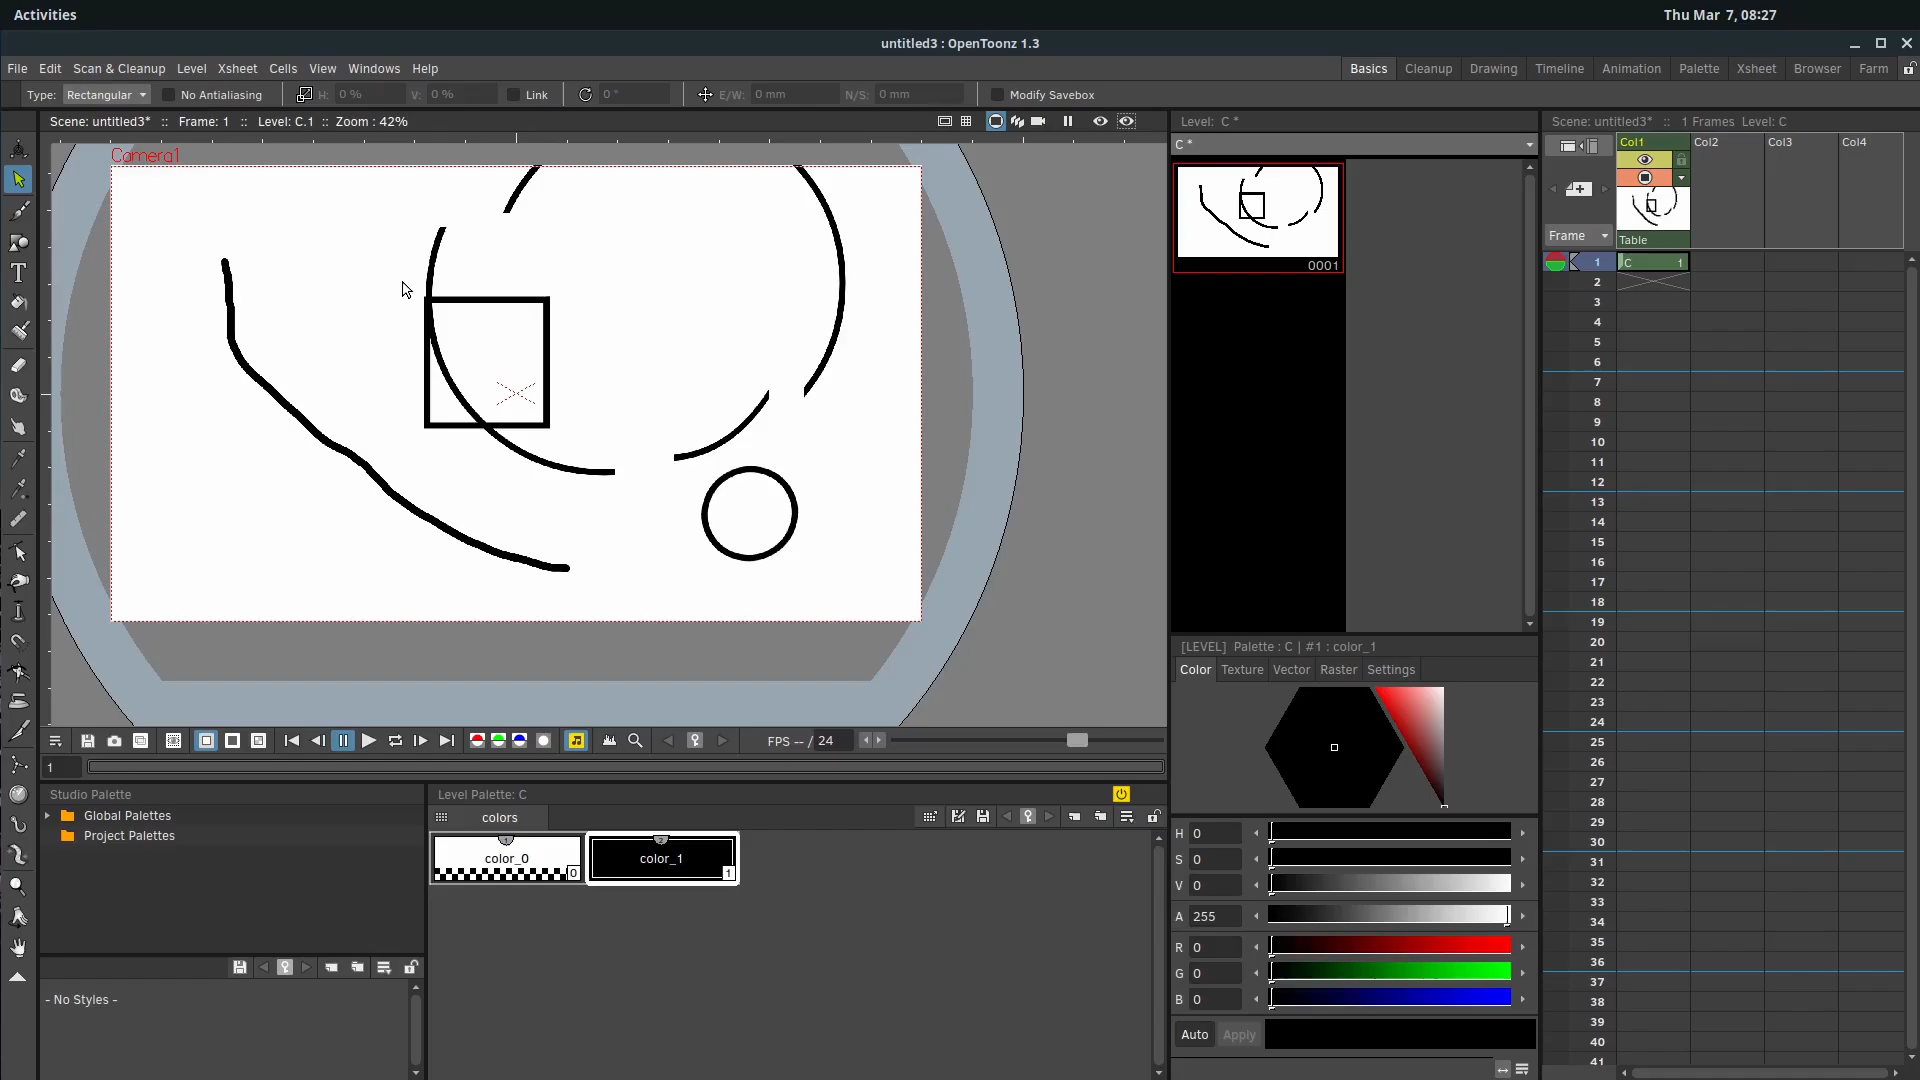 Activities
Thu Mar 7, 08:27
untitled3 : OpenToonz 1.3
File Edit Scan & Cleanup Level Xsheet Cells View Windows Help
Basics Cleanup Drawing Timeline Animation Palette Xsheet Browser Farm
Type: Rectangular No Antialiasing H: 0 % V: 0 % Link 0 ° E/W: 0 mm N/S: 0 mm Modify Savebox
Scene: untitled3* :: Frame: 1 :: Level: C.1 :: Zoom : 42%
Camera1
Level: C *
C *
0001
Scene: untitled3* :: 1 Frames Level: C
Col1 Col2 Col3 Col4
Frame
Table
1 C 1
2
3
4
5
6
7
8
9
10
11
12
13
14
15
16
17
18
19
20
21
22
23
24
25
26
27
28
29
30
31
32
33
34
35
36
37
38
39
40
41
[LEVEL] Palette : C | #1 : color_1
Color Texture Vector Raster Settings
H 0
S 0
V 0
A 255
R 0
G 0
B 0
Auto Apply
FPS -- / 24
1
Studio Palette
Global Palettes
Project Palettes
- No Styles -
Level Palette: C
colors
1 color_0 0
2 color_1 1